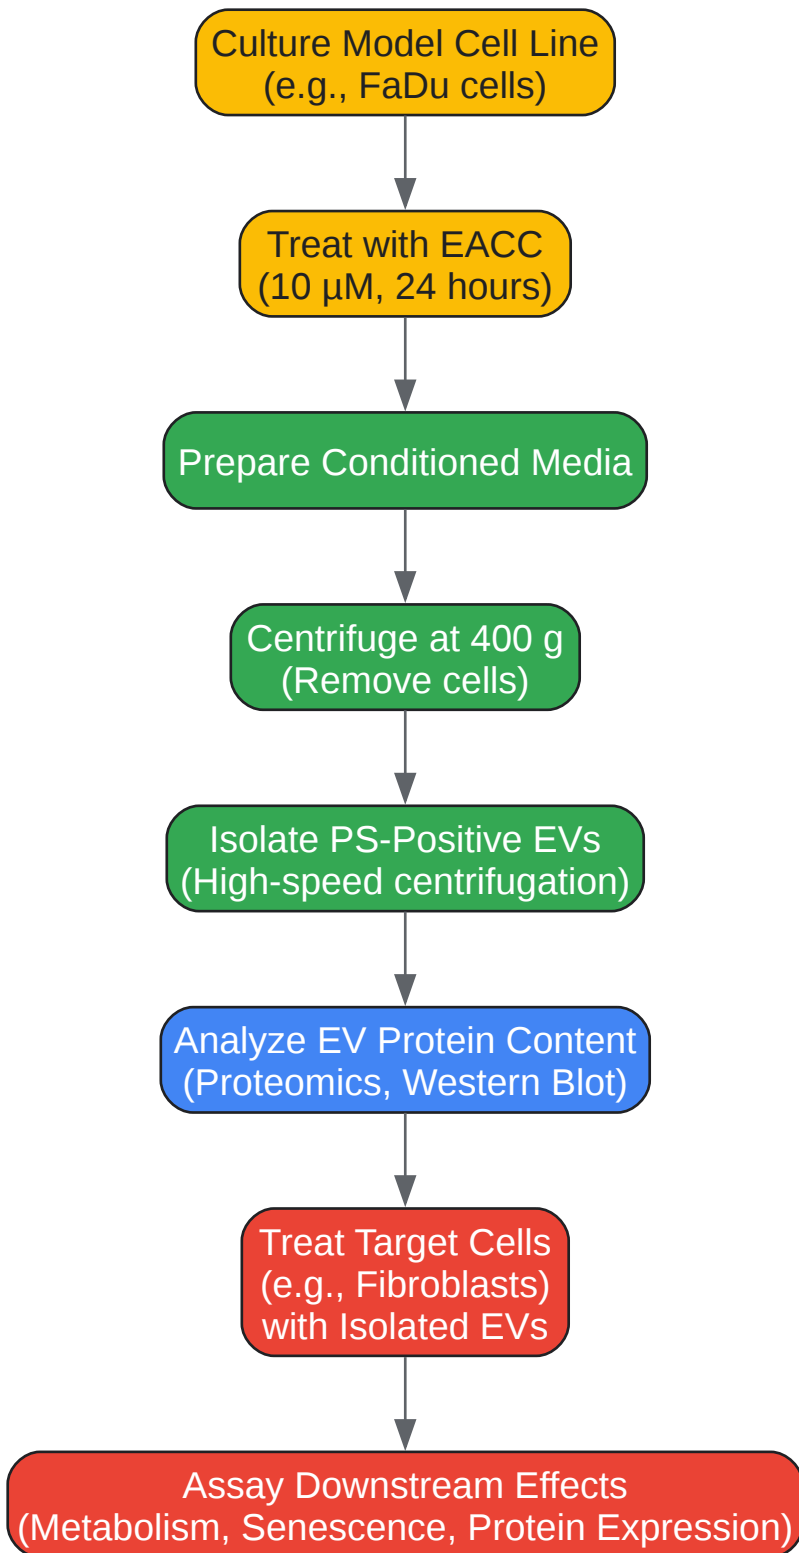 Culture Model Cell Line
(e.g., FaDu cells)
Treat with EACC
(10 µM, 24 hours)
Prepare Conditioned Media
Centrifuge at 400 g
(Remove cells)
Isolate PS-Positive EVs
(High-speed centrifugation)
Analyze EV Protein Content
(Proteomics, Western Blot)
Treat Target Cells
(e.g., Fibroblasts)
with Isolated EVs
Assay Downstream Effects
(Metabolism, Senescence, Protein Expression)